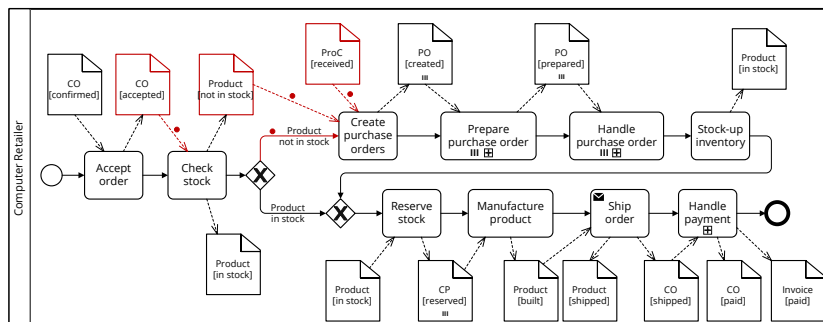 Computer Retailer
CO
[confirmed]
CO
[accepted]
Product
[not in stock]
ProC
[received]
PO
[created]
PO
[prepared]
Product
[in stock]
Accept
order
Check
stock
Product
not in stock
Create
purchase
orders
Prepare
purchase order
Handle
purchase order
Stock-up
inventory
Product
in stock
Reserve
stock
Manufacture
product
Ship
order
Handle
payment
Product
[in stock]
Product
[in stock]
CP
[reserved]
Product
[built]
Product
[shipped]
CO
[shipped]
CO
[paid]
Invoice
[paid]